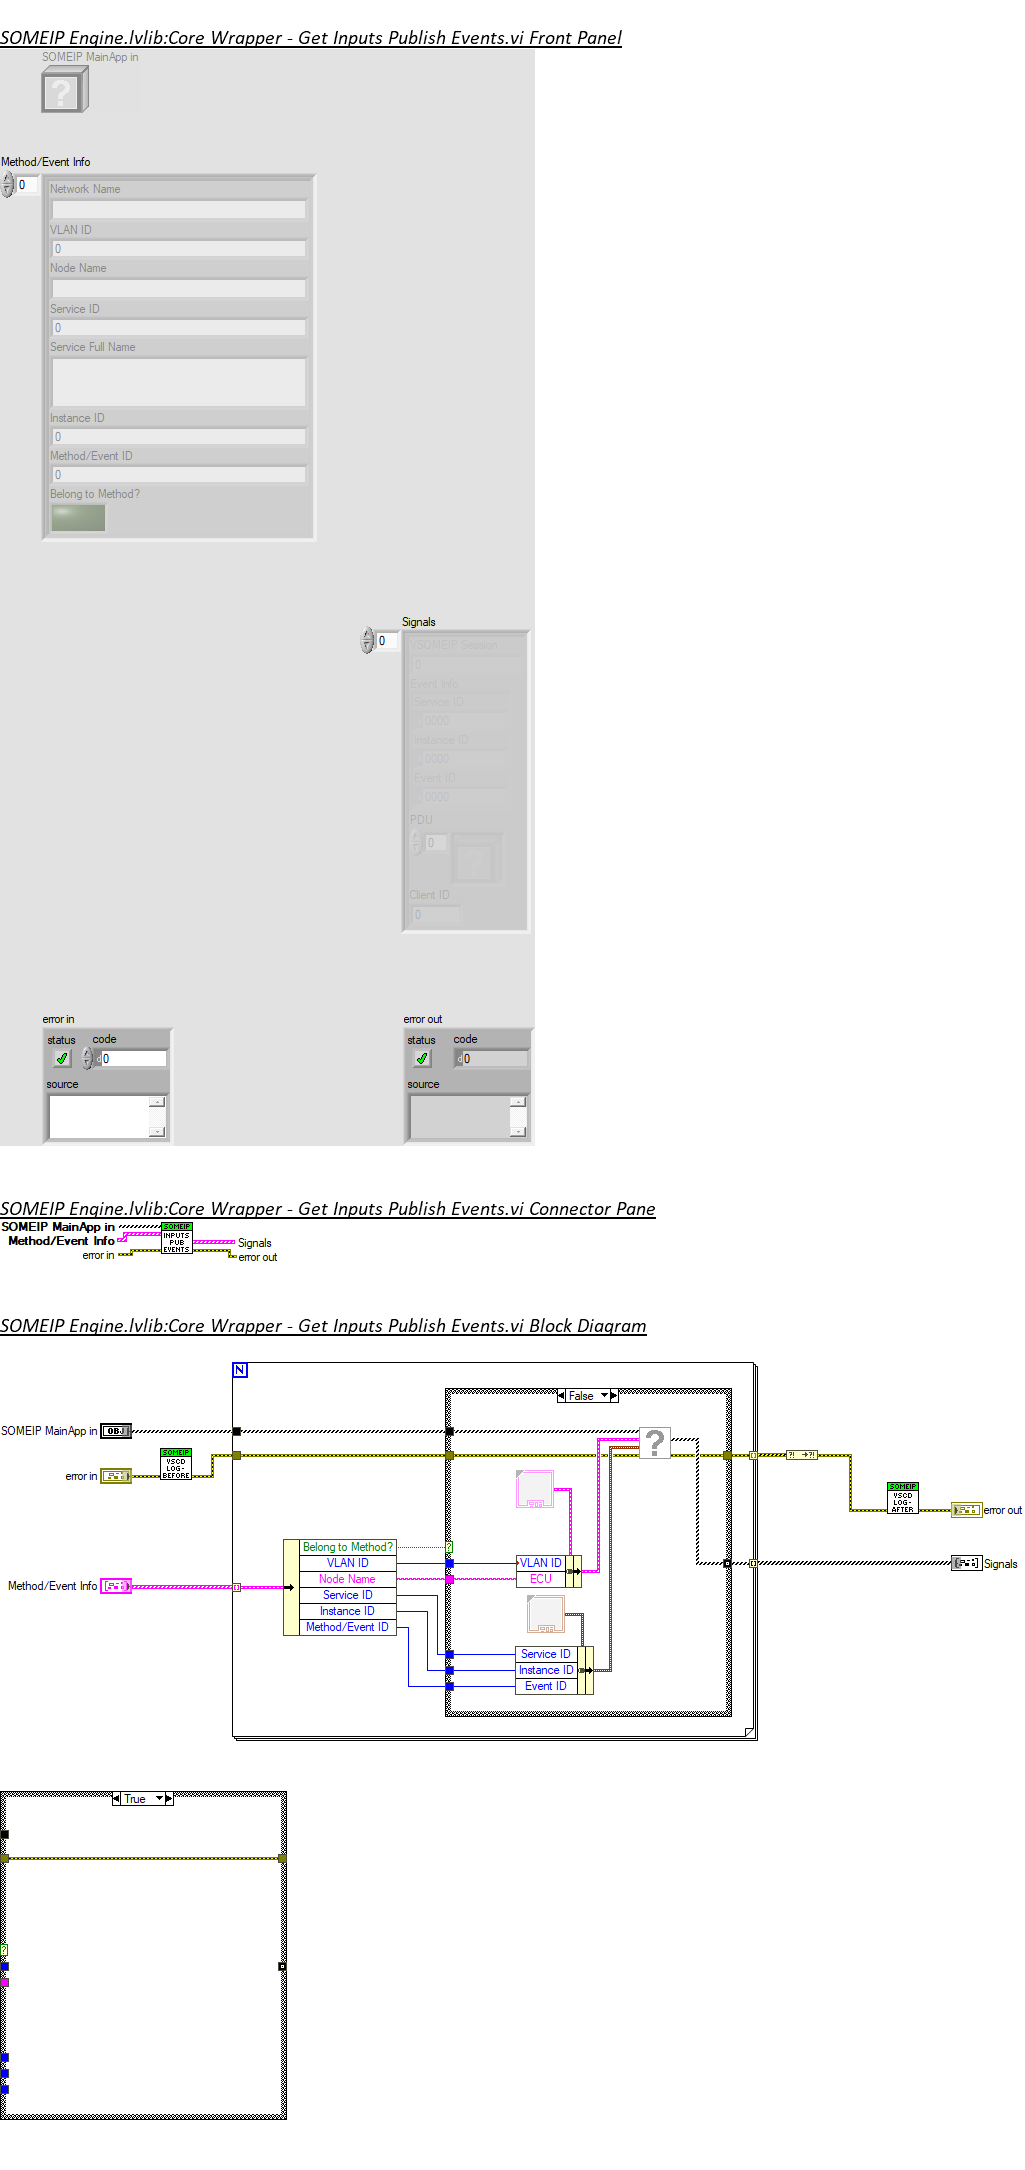 SOMEIP Engine.lvlib:Core Wrapper - Get Inputs Publish Events.vi Front Panel
SOMEIP MainApp in
?
Method/Event Info
0
Network Name
VLAN ID
0
Node Name
Service ID
0
Service Full Name
Instance ID
0
Method/Event ID
0
Belong to Method?
Signals
0
VSOMEIP Session
0
Event Info
Service ID
0000
Instance ID
0000
Event ID
0000
PDU
0
?
Client ID
0
error in
status code
d 0
source
error out
status code
d 0
source
SOMEIP Engine.lvlib:Core Wrapper - Get Inputs Publish Events.vi Connector Pane
SOMEIP MainApp in
Method/Event Info
error in
SOMEIP
INPUTS
PUB
EVENTS
Signals
error out
SOMEIP Engine.lvlib:Core Wrapper - Get Inputs Publish Events.vi Block Diagram
N
False
SOMEIP MainApp in
OBJ
error in
SOMEIP
VSCD
LOG-
BEFORE
?
?! →?!
SOMEIP
VSCD
LOG-
AFTER
error out
Signals
Method/Event Info
Belong to Method?
VLAN ID
Node Name
Service ID
Instance ID
Method/Event ID
?
VLAN ID
ECU
Service ID
Instance ID
Event ID
True
?